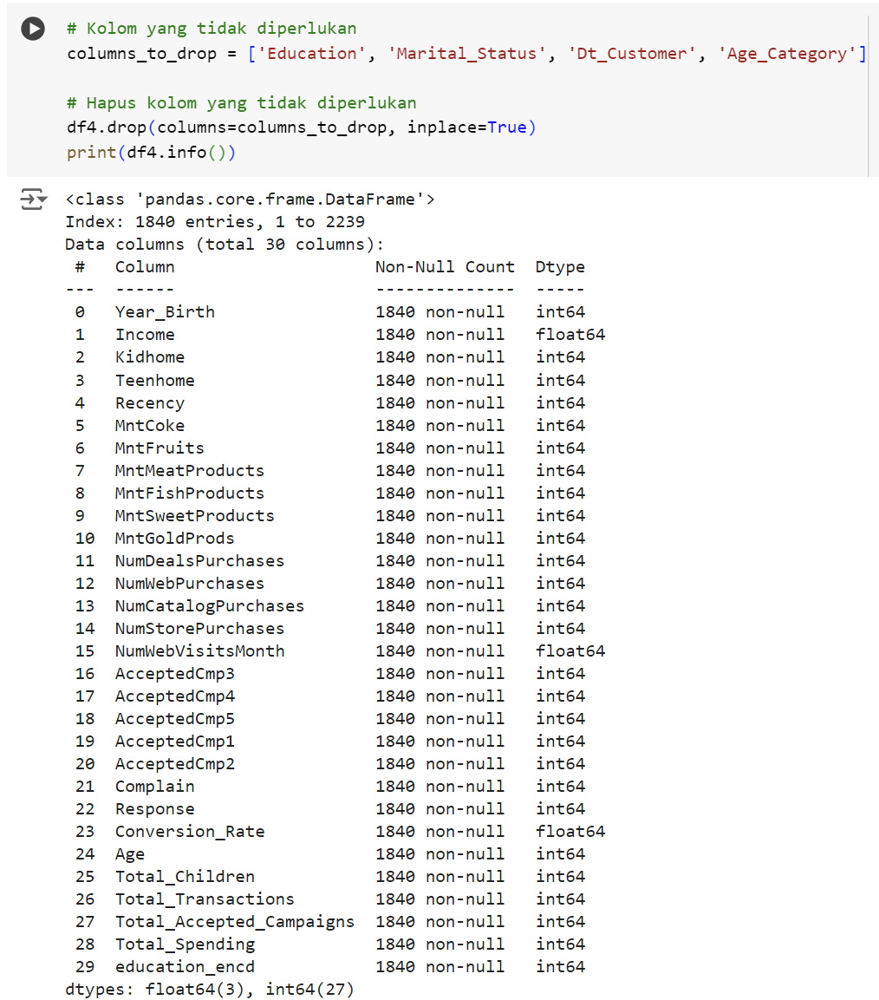 # Kolom yang tidak diperlukan
columns_to_drop = ['Education', 'Marital_Status', 'Dt_Customer', 'Age_Category']
# Hapus kolom yang tidak diperlukan
df4.drop(columns=columns_to_drop, inplace=True)
print(df4.info())
<class 'pandas.core.frame.DataFrame'>
Index: 1840 entries, 1 to 2239
Data columns (total 30 columns):
 #   Column                    Non-Null Count  Dtype
---  ------                    --------------  -----
 0   Year_Birth                1840 non-null   int64
 1   Income                    1840 non-null   float64
 2   Kidhome                   1840 non-null   int64
 3   Teenhome                  1840 non-null   int64
 4   Recency                   1840 non-null   int64
 5   MntCoke                   1840 non-null   int64
 6   MntFruits                 1840 non-null   int64
 7   MntMeatProducts           1840 non-null   int64
 8   MntFishProducts           1840 non-null   int64
 9   MntSweetProducts          1840 non-null   int64
 10  MntGoldProds              1840 non-null   int64
 11  NumDealsPurchases         1840 non-null   int64
 12  NumWebPurchases           1840 non-null   int64
 13  NumCatalogPurchases       1840 non-null   int64
 14  NumStorePurchases         1840 non-null   int64
 15  NumWebVisitsMonth         1840 non-null   float64
 16  AcceptedCmp3              1840 non-null   int64
 17  AcceptedCmp4              1840 non-null   int64
 18  AcceptedCmp5              1840 non-null   int64
 19  AcceptedCmp1              1840 non-null   int64
 20  AcceptedCmp2              1840 non-null   int64
 21  Complain                  1840 non-null   int64
 22  Response                  1840 non-null   int64
 23  Conversion_Rate           1840 non-null   float64
 24  Age                       1840 non-null   int64
 25  Total_Children            1840 non-null   int64
 26  Total_Transactions        1840 non-null   int64
 27  Total_Accepted_Campaigns  1840 non-null   int64
 28  Total_Spending            1840 non-null   int64
 29  education_encd            1840 non-null   int64
dtypes: float64(3), int64(27)